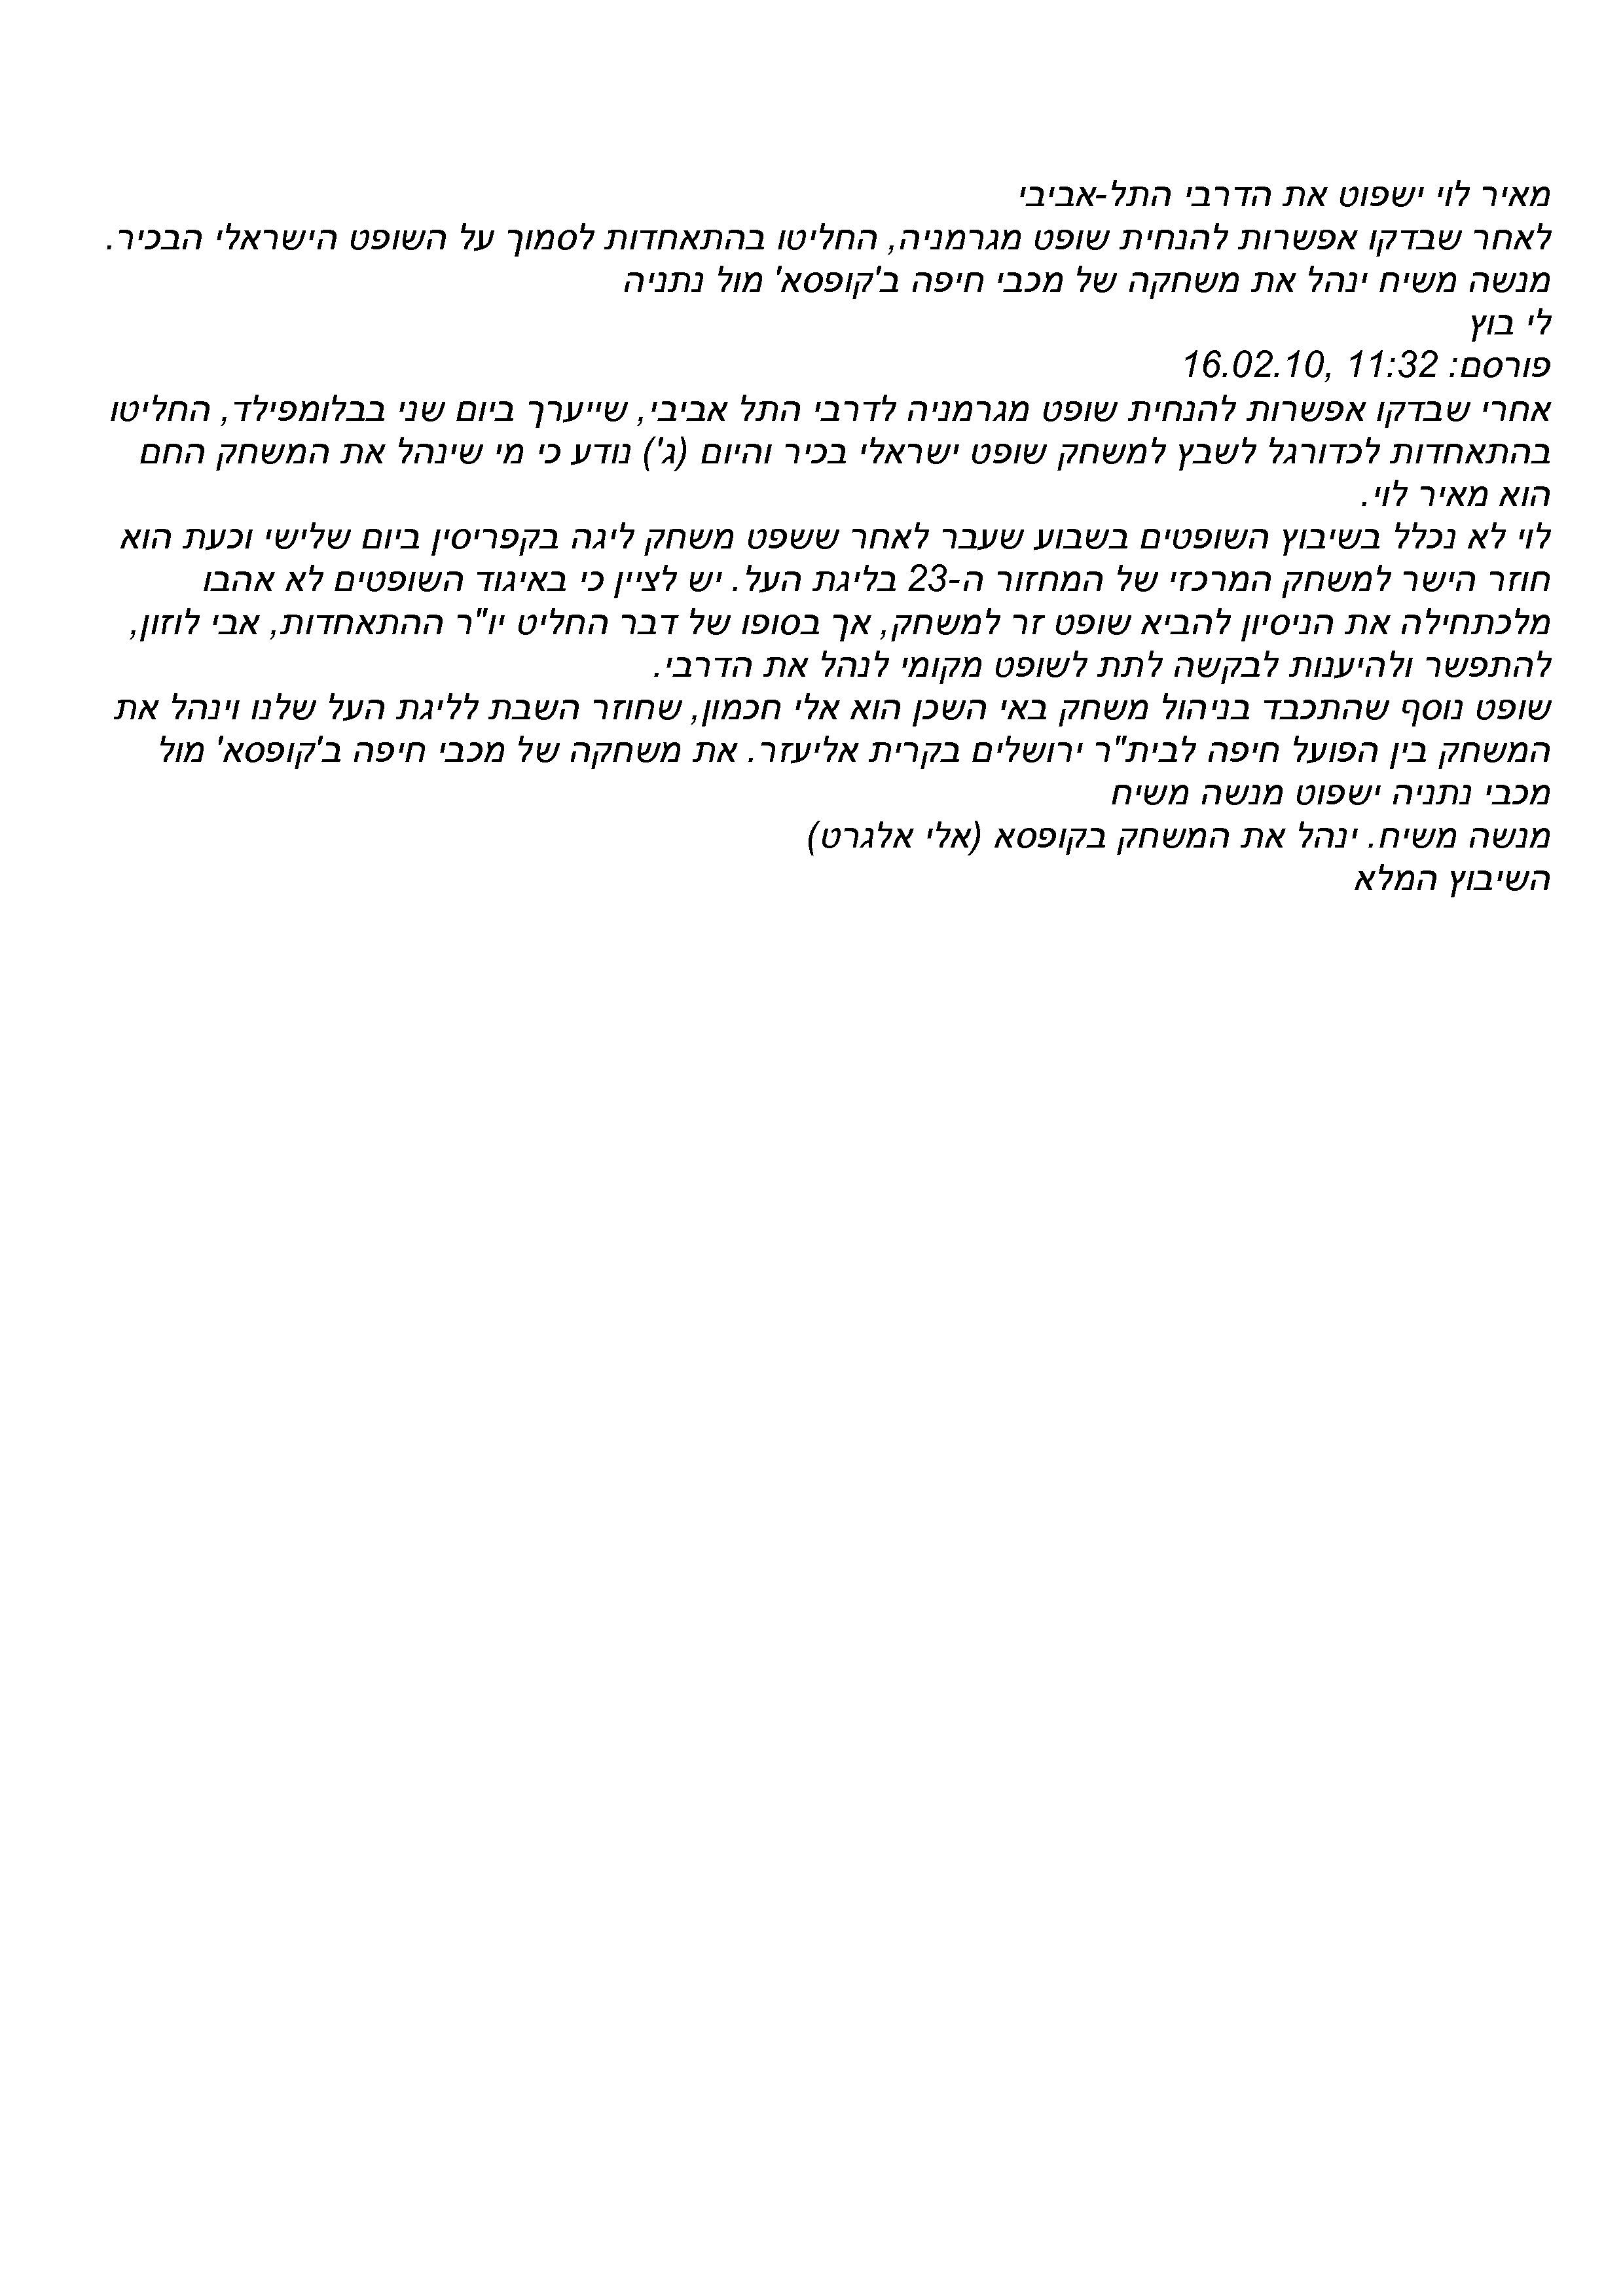 מאיר לוי ישפוט את הדרבי התל-אביבי
לאחר שבדקו אפשרות להנחית שופט מגרמניה, החליטו בהתאחדות לסמוך על השופט הישראלי הבכיר.
מנשה משיח ינהל את משחקה של מכבי חיפה ב'קופסא' מול נתניה
לי בוץ
פורסם: 11:32 ,16.02.10
אחרי שבדקו אפשרות להנחית שופט מגרמניה לדרבי התל אביבי, שייערך ביום שני בבלומפילד, החליטו
בהתאחדות לכדורגל לשבץ למשחק שופט ישראלי בכיר והיום (ג') נודע כי מי שינהל את המשחק החם
הוא מאיר לוי.
לוי לא נכלל בשיבוץ השופטים בשבוע שעבר לאחר ששפט משחק ליגה בקפריסין ביום שלישי וכעת הוא
חוזר הישר למשחק המרכזי של המחזור ה-23 בליגת העל. יש לציין כי באיגוד השופטים לא אהבו
מלכתחילה את הניסיון להביא שופט זר למשחק, אך בסופו של דבר החליט יו"ר ההתאחדות, אבי לוזון,
להתפשר ולהיענות לבקשה לתת לשופט מקומי לנהל את הדרבי.
שופט נוסף שהתכבד בניהול משחק באי השכן הוא אלי חכמון, שחוזר השבת לליגת העל שלנו וינהל את
המשחק בין הפועל חיפה לבית"ר ירושלים בקרית אליעזר. את משחקה של מכבי חיפה ב'קופסא' מול
מכבי נתניה ישפוט מנשה משיח
מנשה משיח. ינהל את המשחק בקופסא (אלי אלגרט)
השיבוץ המלא